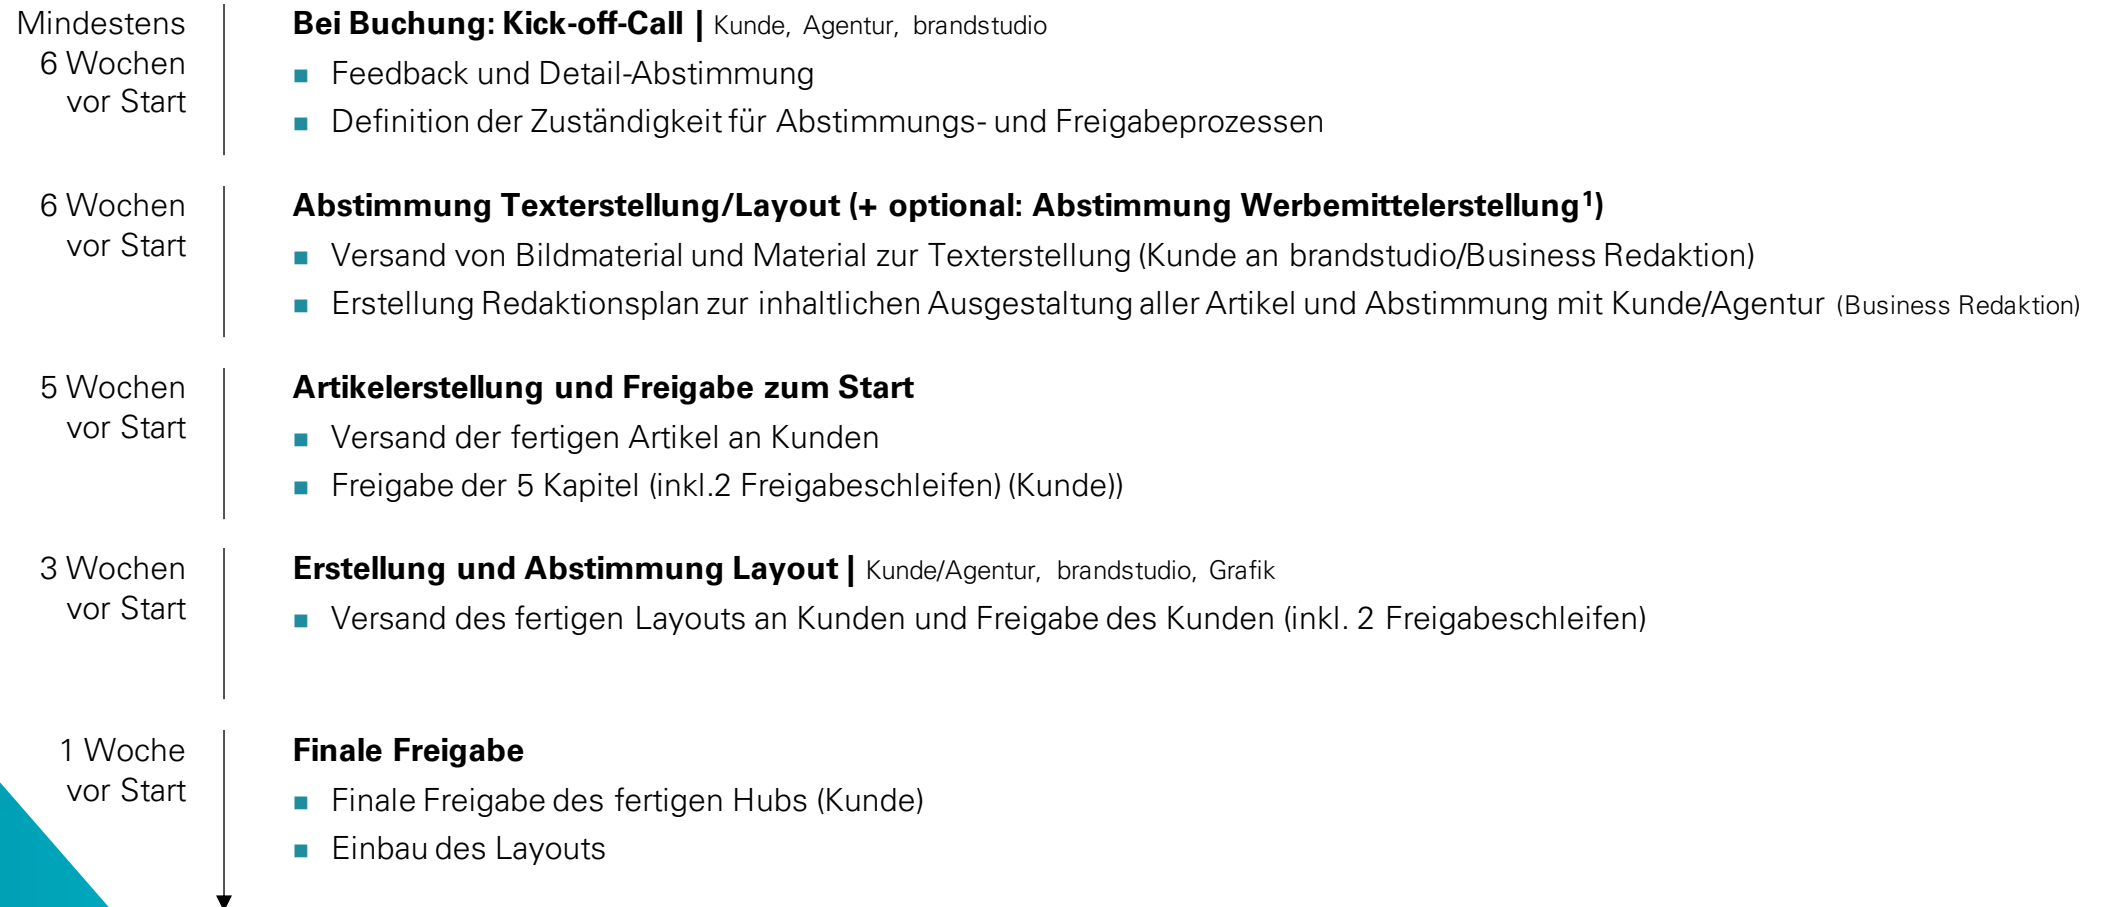 Mindestens
6 Wochen
vor Start
Bei Buchung: Kick-off-Call | Kunde, Agentur, brandstudio
■ Feedback und Detail-Abstimmung
■ Definition der Zuständigkeit für Abstimmungs- und Freigabeprozessen
6 Wochen
vor Start
Abstimmung Texterstellung/Layout (+ optional: Abstimmung Werbemittelerstellung¹)
■ Versand von Bildmaterial und Material zur Texterstellung (Kunde an brandstudio/Business Redaktion)
■ Erstellung Redaktionsplan zur inhaltlichen Ausgestaltung aller Artikel und Abstimmung mit Kunde/Agentur (Business Redaktion)
5 Wochen
vor Start
Artikelerstellung und Freigabe zum Start
■ Versand der fertigen Artikel an Kunden
■ Freigabe der 5 Kapitel (inkl.2 Freigabeschleifen) (Kunde))
3 Wochen
vor Start
Erstellung und Abstimmung Layout | Kunde/Agentur, brandstudio, Grafik
■ Versand des fertigen Layouts an Kunden und Freigabe des Kunden (inkl. 2 Freigabeschleifen)
1 Woche
vor Start
Finale Freigabe
■ Finale Freigabe des fertigen Hubs (Kunde)
■ Einbau des Layouts